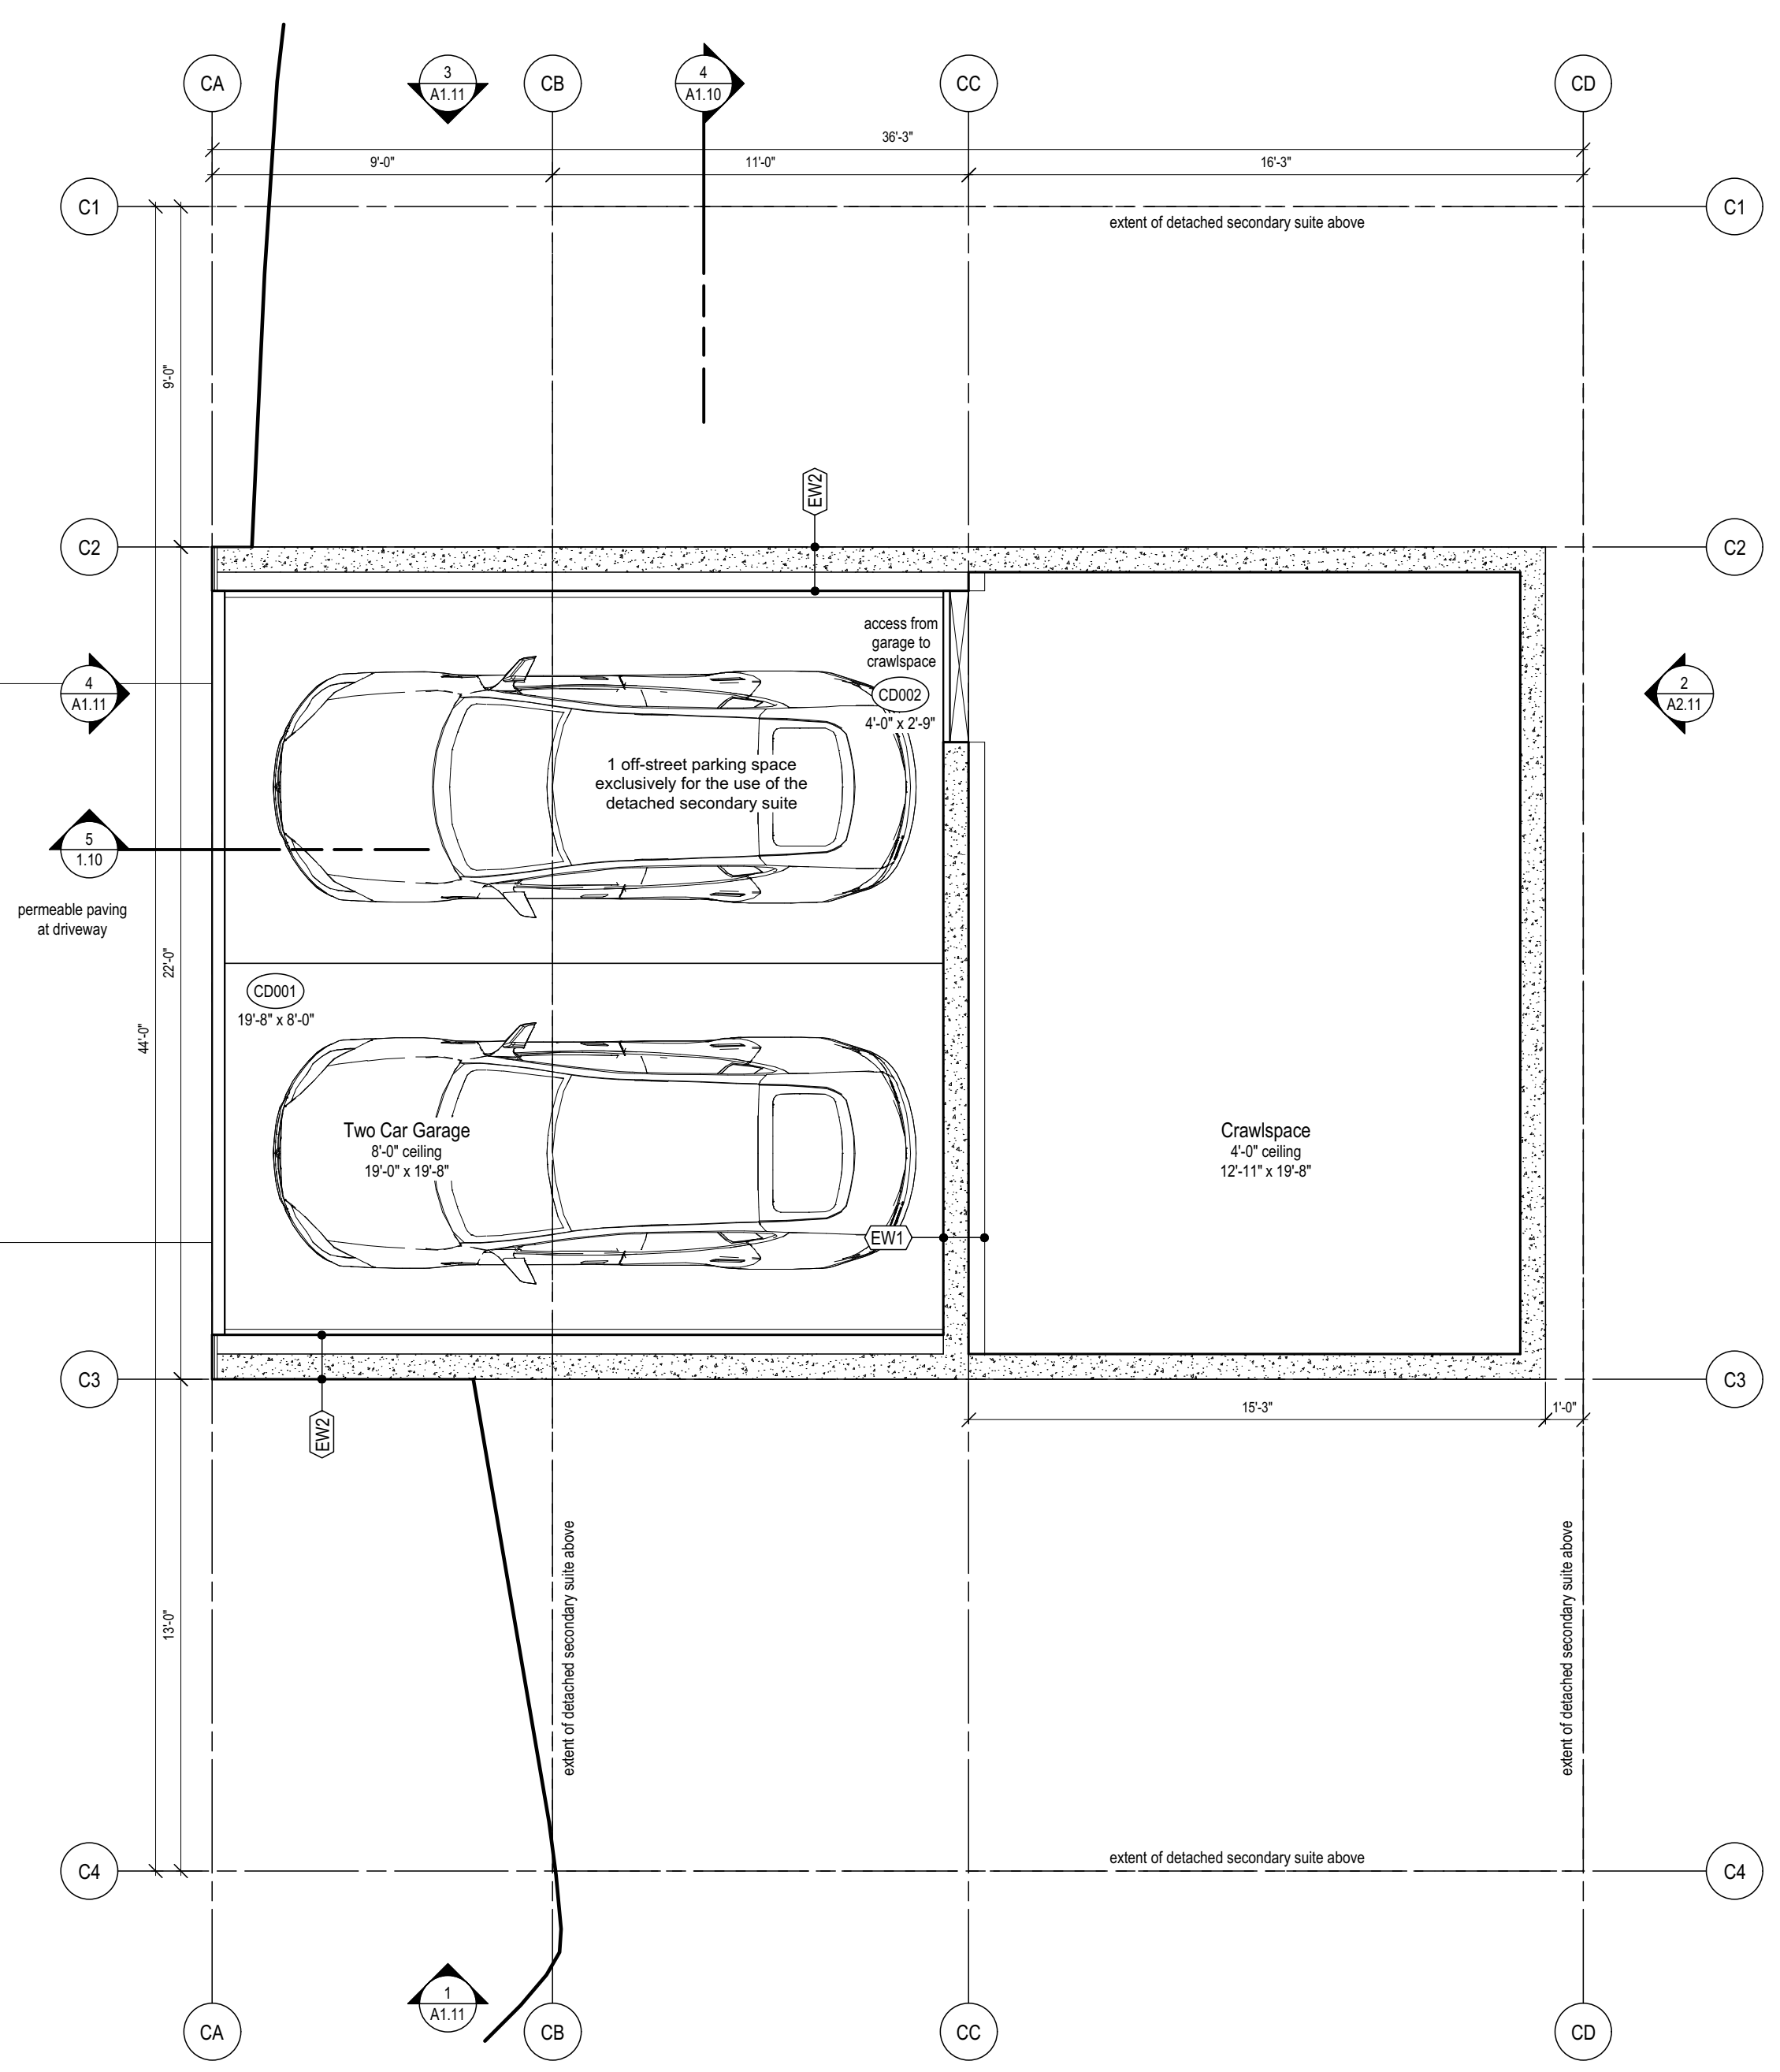 CA
3
A1.11
CB
4
A1.10
CC
CD
36'-3"
9'-0"
11'-0"
16'-3"
C1
C1
extent of detached secondary suite above
9'-0"
EW2
C2
C2
access from
garage to
crawlspace
CD002
4'-0" x 2'-9"
4
A1.11
2
A2.11
1 off-street parking space
exclusively for the use of the
detached secondary suite
5
1.10
permeable paving
at driveway
22'-0"
44'-0"
CD001
19'-8" x 8'-0"
Two Car Garage
8'-0" ceiling
19'-0" x 19'-8"
Crawlspace
4'-0" ceiling
12'-11" x 19'-8"
EW1
C3
C3
EW2
15'-3"
1'-0"
13'-0"
extent of detached secondary suite above
extent of detached secondary suite above
extent of detached secondary suite above
C4
C4
1
A1.11
CA
CB
CC
CD